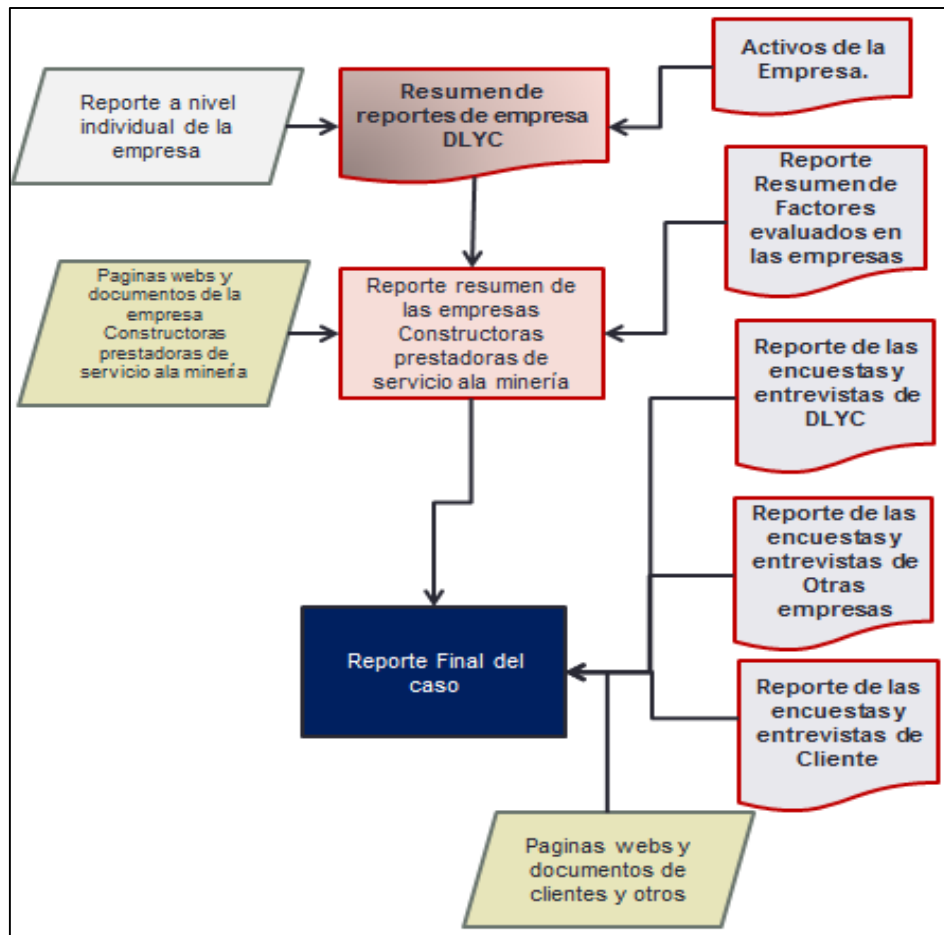 Activos de la
Empresa.
Reporte a nivel
individual de la
empresa
Resumen de
reportes de empresa
DLYC
Reporte
Resumen de
Factores
evaluados en
las empresas
Paginas webs y
documentos de la
empresa
Constructoras
prestadoras de
servicio ala minería
Reporte resumen de
las empresas
Constructoras
prestadoras de
servicio ala minería
Reporte de las
encuestas y
entrevistas de
DLYC
Reporte de las
encuestas y
entrevistas de
Otras
empresas
Reporte Final del
caso
Reporte de las
encuestas y
entrevistas de
Cliente
Paginas webs y
documentos de
clientes y otros